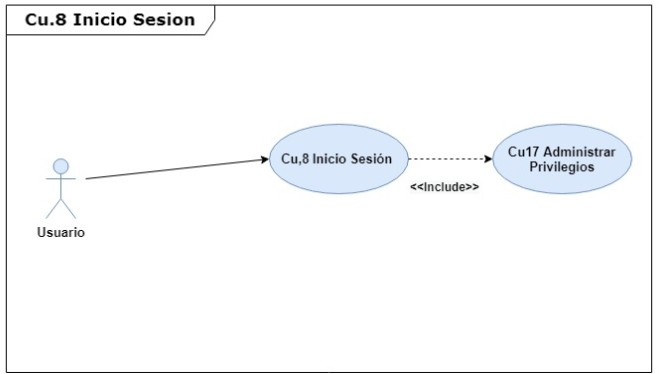 Cu.8 Inicio Sesion
Cu,8 Inicio Sesión
Cu17 Administrar
Privilegios
<<Include>>
Usuario